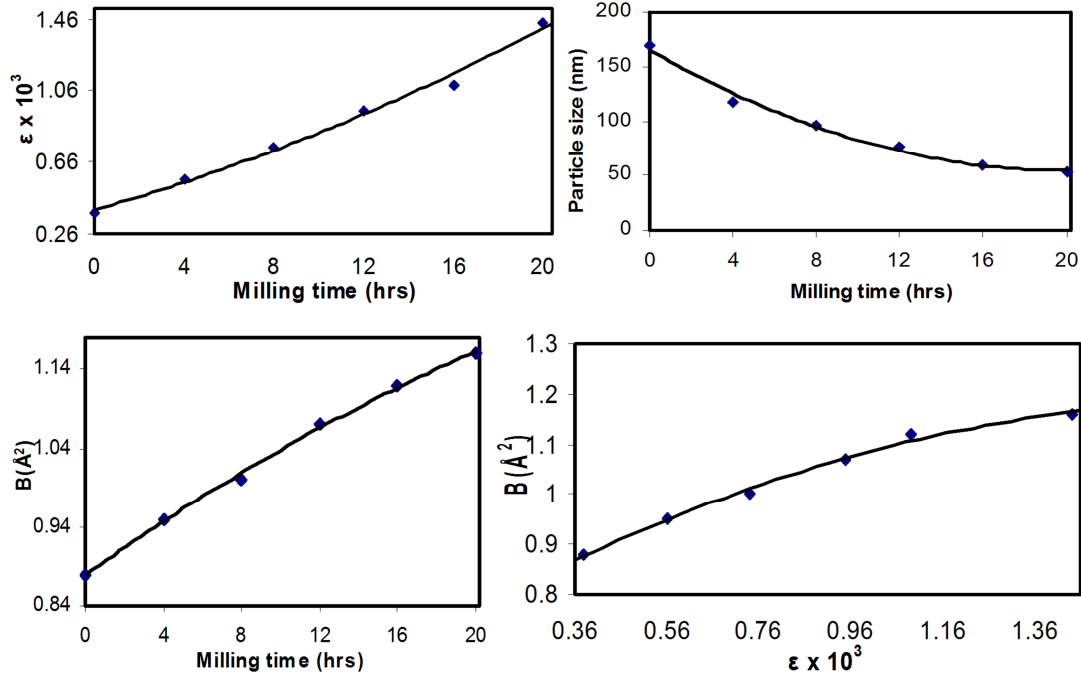 ε x 10³
1.46
1.06
0.66
0.26
0 4 8 12 16 20
Milling time (hrs)
Particle size (nm)
200
150
100
50
0
0 4 8 12 16 20
Milling time (hrs)
B(Å²)
1.14
1.04
0.94
0.84
0 4 8 12 16 20
Milling time (hrs)
B(Å²)
1.3
1.2
1.1
1
0.9
0.8
0.36 0.56 0.76 0.96 1.16 1.36
ε x 10³